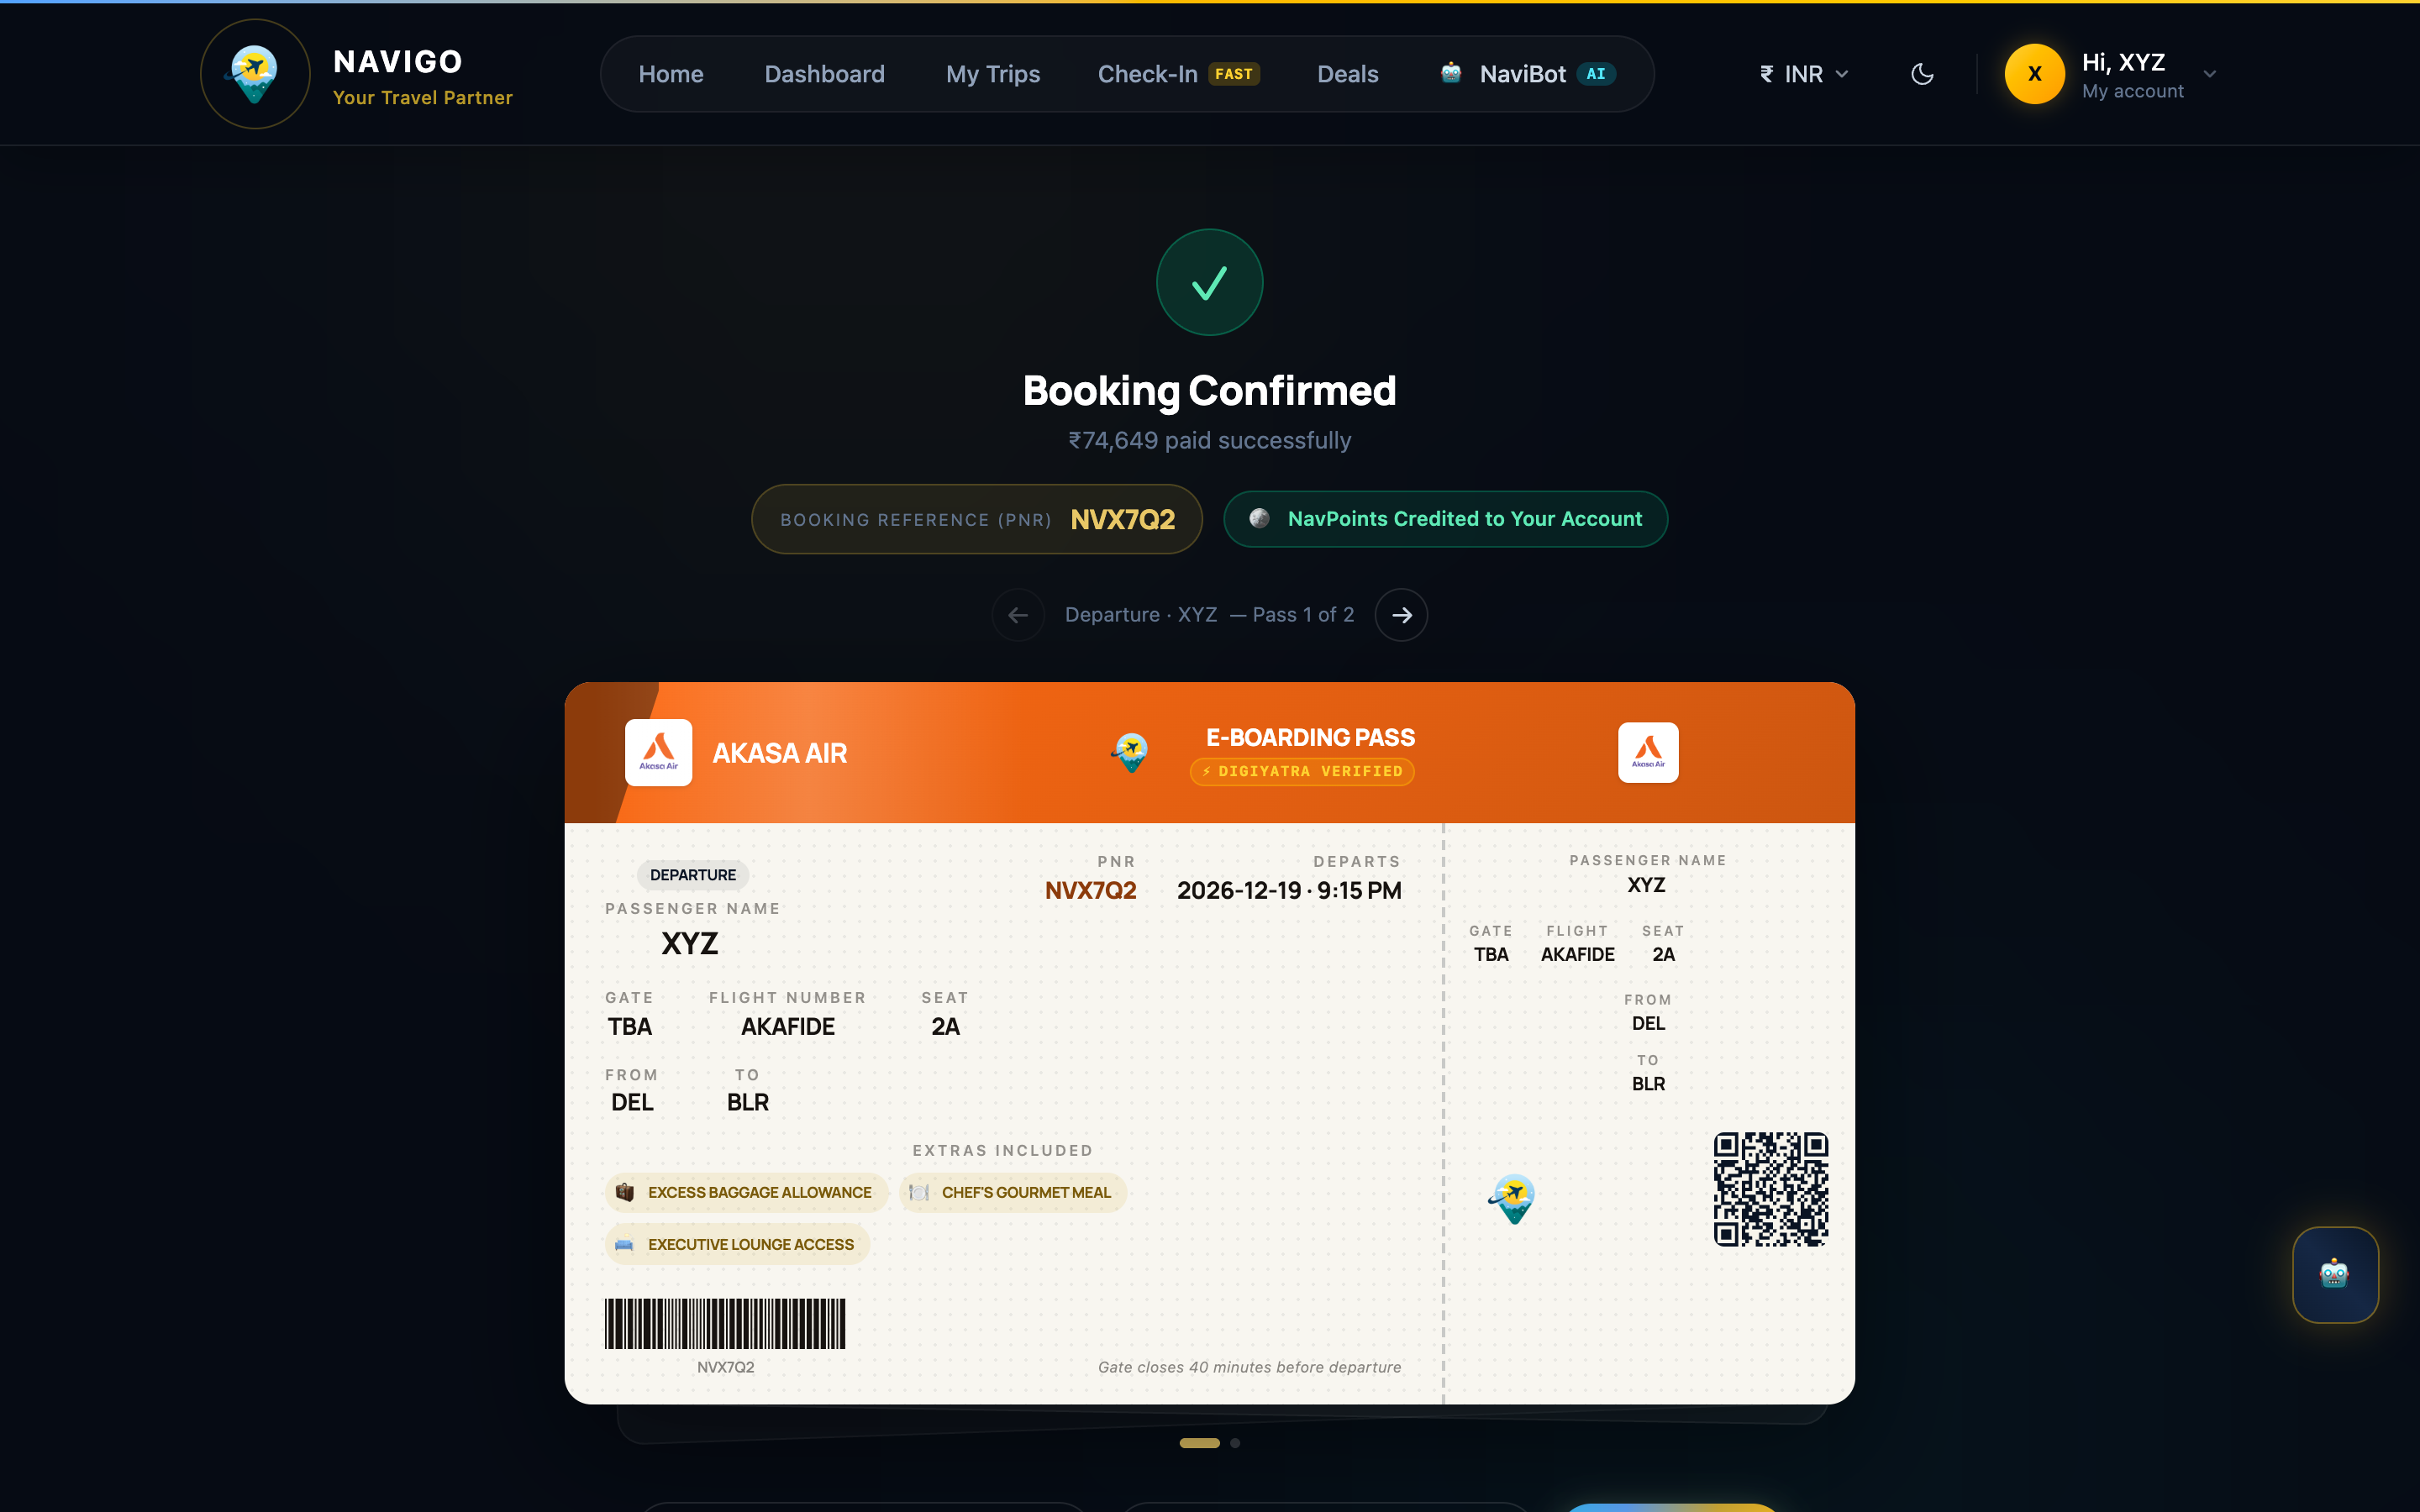 NAVIGO
Your Travel Partner
Home
Dashboard
My Trips
Check-In FAST
Deals
NaviBot AI
₹ INR
X
Hi, XYZ
My account
Booking Confirmed
₹74,649 paid successfully
BOOKING REFERENCE (PNR) NVX7Q2
NavPoints Credited to Your Account
Departure · XYZ — Pass 1 of 2
Akasa Air
AKASA AIR
E-BOARDING PASS
⚡ DIGIYATRA VERIFIED
Akasa Air
DEPARTURE
PASSENGER NAME
XYZ
PNR
NVX7Q2
DEPARTS
2026-12-19 · 9:15 PM
GATE
TBA
FLIGHT NUMBER
AKAFIDE
SEAT
2A
FROM
DEL
TO
BLR
EXTRAS INCLUDED
EXCESS BAGGAGE ALLOWANCE
CHEF'S GOURMET MEAL
EXECUTIVE LOUNGE ACCESS
NVX7Q2
Gate closes 40 minutes before departure
PASSENGER NAME
XYZ
GATE
TBA
FLIGHT
AKAFIDE
SEAT
2A
FROM
DEL
TO
BLR